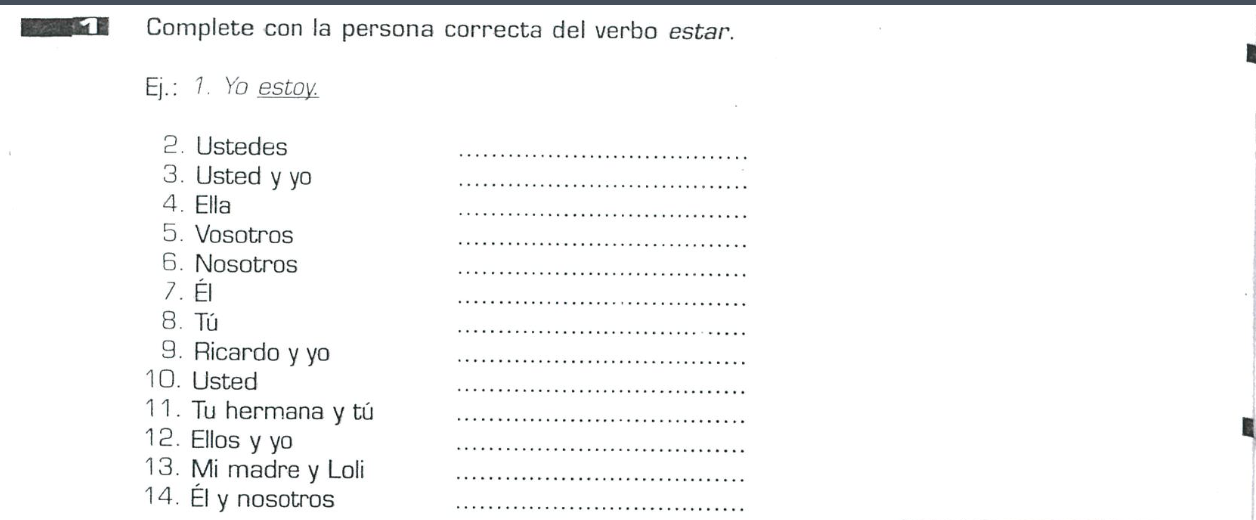 1 Complete con la persona correcta del verbo estar.
Ej.: 1. Yo estoy.
2. Ustedes ....................................
3. Usted y yo ....................................
4. Ella ....................................
5. Vosotros ....................................
6. Nosotros ....................................
7. Él ....................................
8. Tú ....................................
9. Ricardo y yo ....................................
10. Usted ....................................
11. Tu hermana y tú ....................................
12. Ellos y yo ....................................
13. Mi madre y Loli ....................................
14. Él y nosotros ....................................